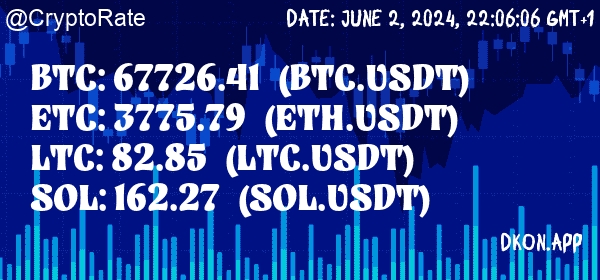 @CryptoRate
DATE: JUNE 2, 2024, 22:06:06 GMT+1
BTC: 67726.41 (BTC.USDT)
ETC: 3775.79 (ETH.USDT)
LTC: 82.85 (LTC.USDT)
SOL: 162.27 (SOL.USDT)
DKON.APP